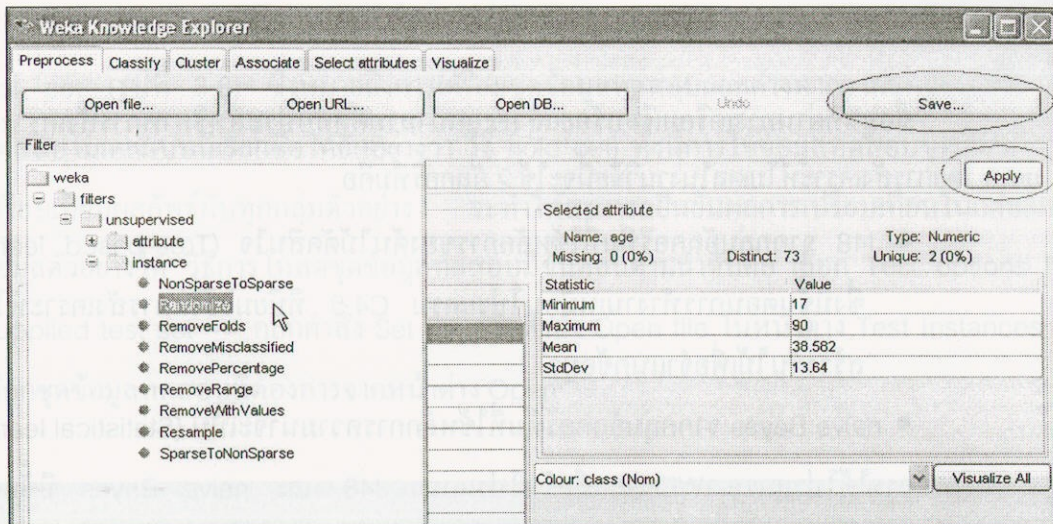 Weka Knowledge Explorer
Preprocess Classify Cluster Associate Select attributes Visualize
Open file... Open URL... Open DB... Undo Save...
Filter
weka
filters
unsupervised
attribute
instance
NonSparseToSparse
Randomize
RemoveFolds
RemoveMisclassified
RemovePercentage
RemoveRange
RemoveWithValues
Resample
SparseToNonSparse
Apply
Selected attribute
Name: age Type: Numeric
Missing: 0 (0%) Distinct: 73 Unique: 2 (0%)
Statistic Value
Minimum 17
Maximum 90
Mean 38.582
StdDev 13.64
Colour: class (Nom) Visualize All